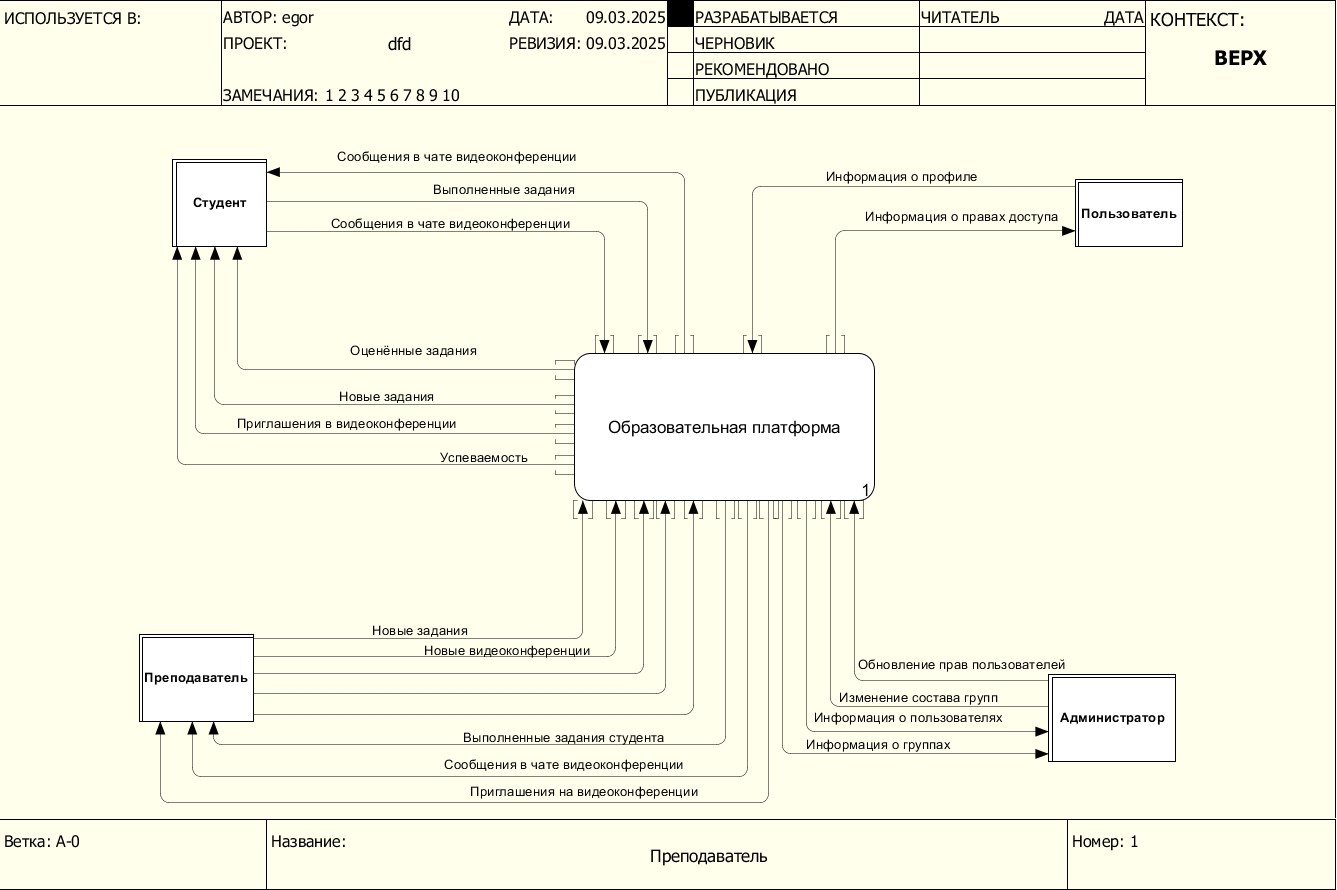 ИСПОЛЬЗУЕТСЯ В:
АВТОР: egor
ДАТА: 09.03.2025
РАЗРАБАТЫВАЕТСЯ
ЧИТАТЕЛЬ
ДАТА
КОНТЕКСТ:
ПРОЕКТ: dfd
РЕВИЗИЯ: 09.03.2025
ЧЕРНОВИК
ВЕРХ
РЕКОМЕНДОВАНО
ЗАМЕЧАНИЯ: 1 2 3 4 5 6 7 8 9 10
ПУБЛИКАЦИЯ
Сообщения в чате видеоконференции
Информация о профиле
Выполненные задания
Студент
Пользователь
Информация о правах доступа
Сообщения в чате видеоконференции
Оценённые задания
Новые задания
Приглашения в видеоконференции
Образовательная платформа
Успеваемость
1
Новые задания
Новые видеоконференции
Обновление прав пользователей
Преподаватель
Изменение состава групп
Информация о пользователях
Администратор
Выполненные задания студента
Информация о группах
Сообщения в чате видеоконференции
Приглашения на видеоконференции
Ветка: A-0
Название:
Преподаватель
Номер: 1